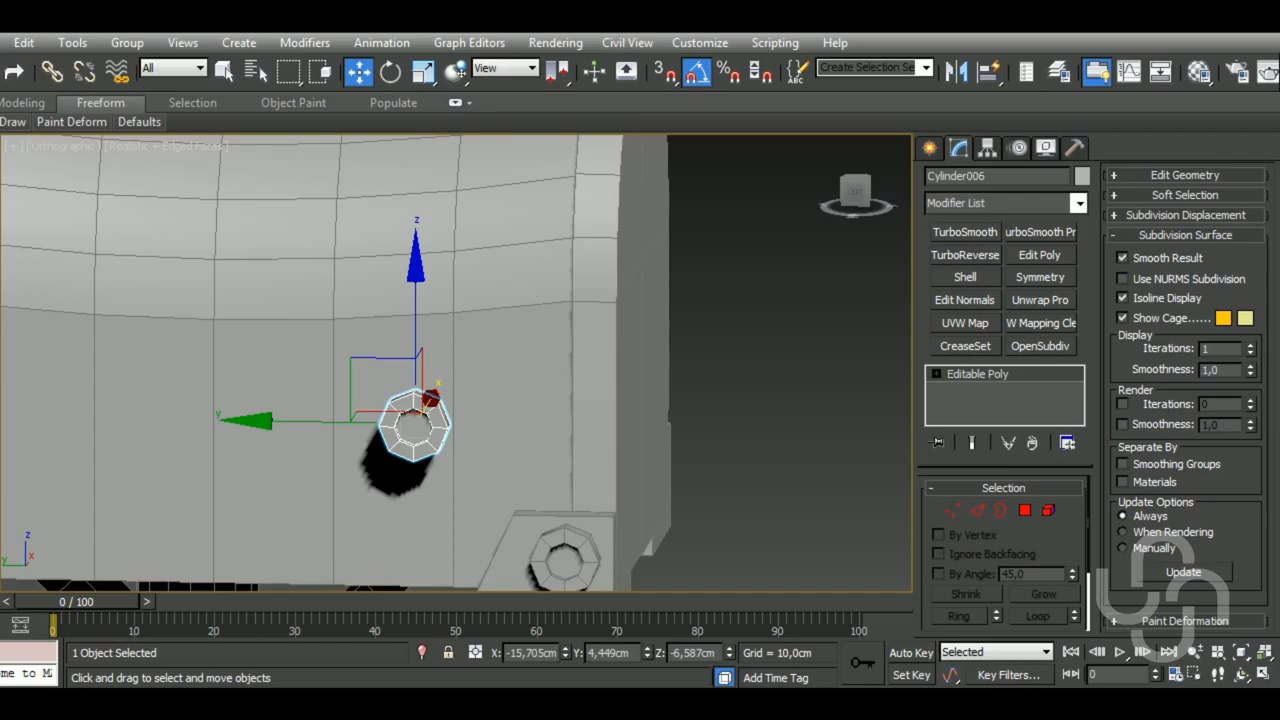 Edit Tools Group Views Create Modifiers Animation Graph Editors Rendering Civil View Customize Scripting Help
All View 3 % ABC Create Selection Se
Modeling Freeform Selection Object Paint Populate
Draw Paint Deform Defaults
[+][Orthographic][Realistic + Edged Faces]
z
x
y
z
x
y
Cylinder006
Modifier List
TurboSmooth urboSmooth Pr
TurboReverse Edit Poly
Shell Symmetry
Edit Normals Unwrap Pro
UVW Map W Mapping Cle
CreaseSet OpenSubdiv
Editable Poly
- Selection
By Vertex
Ignore Backfacing
By Angle: 45,0
Shrink Grow
Ring Loop
+ Edit Geometry
+ Soft Selection
+ Subdivision Displacement
- Subdivision Surface
Smooth Result
Use NURMS Subdivision
Isoline Display
Show Cage......
Display
Iterations: 1
Smoothness: 1,0
Render
Iterations: 0
Smoothness: 1,0
Separate By
Smoothing Groups
Materials
Update Options
Always
When Rendering
Manually
Update
+ Paint Deformation
< 0 / 100 >
0 10 20 30 40 50 60 70 80 90 100
1 Object Selected X: -15,705cm Y: 4,449cm Z: -6,587cm Grid = 10,0cm Auto Key Selected
ome to M Click and drag to select and move objects Add Time Tag Set Key Key Filters... 0